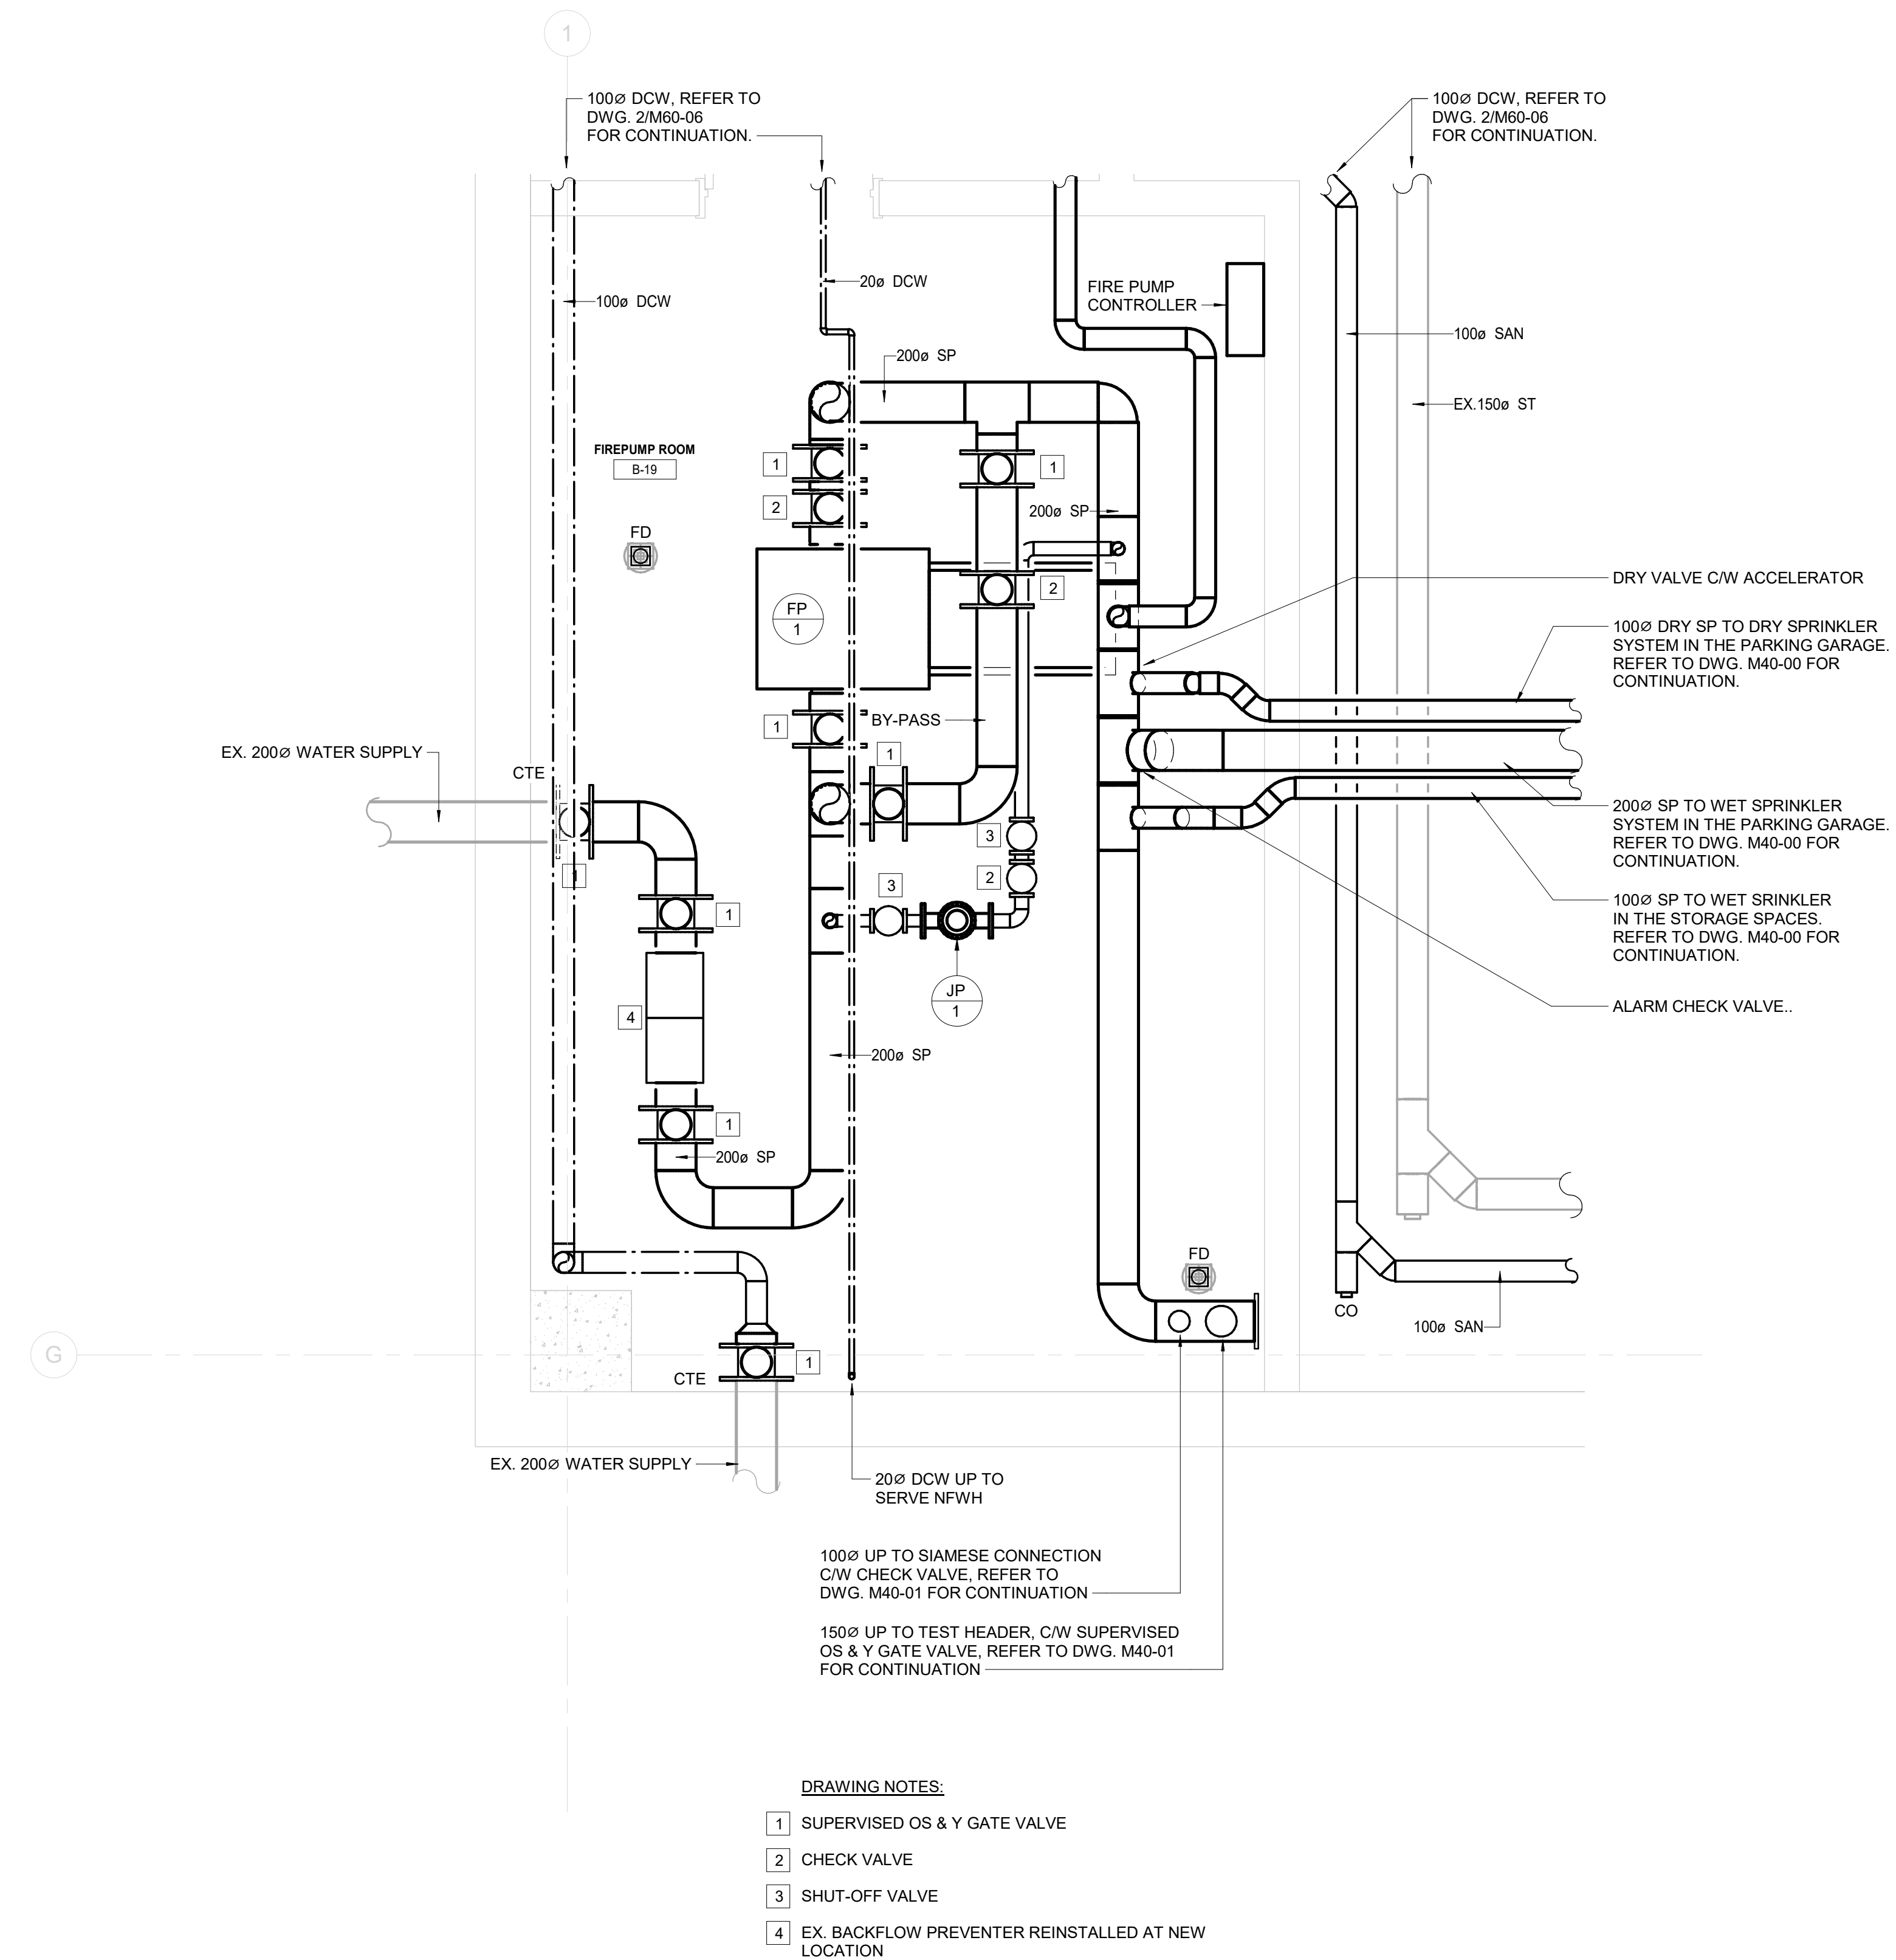 1
100Ø DCW, REFER TO
DWG. 2/M60-06
FOR CONTINUATION.
100Ø DCW, REFER TO
DWG. 2/M60-06
FOR CONTINUATION.
20ø DCW
100ø DCW
FIRE PUMP
CONTROLLER
100ø SAN
200ø SP
EX.150ø ST
FIREPUMP ROOM
B-19
1
1
2
200ø SP
FD
2
DRY VALVE C/W ACCELERATOR
FP
1
100Ø DRY SP TO DRY SPRINKLER
SYSTEM IN THE PARKING GARAGE.
REFER TO DWG. M40-00 FOR
CONTINUATION.
1
BY-PASS
1
EX. 200Ø WATER SUPPLY
CTE
200Ø SP TO WET SPRINKLER
SYSTEM IN THE PARKING GARAGE.
REFER TO DWG. M40-00 FOR
CONTINUATION.
3
1
2
3
1
100Ø SP TO WET SRINKLER
IN THE STORAGE SPACES.
REFER TO DWG. M40-00 FOR
CONTINUATION.
JP
1
4
ALARM CHECK VALVE..
200ø SP
1
200ø SP
FD
CO
100ø SAN
G
1
CTE
EX. 200Ø WATER SUPPLY
20Ø DCW UP TO
SERVE NFWH
100Ø UP TO SIAMESE CONNECTION
C/W CHECK VALVE, REFER TO
DWG. M40-01 FOR CONTINUATION
150Ø UP TO TEST HEADER, C/W SUPERVISED
OS & Y GATE VALVE, REFER TO DWG. M40-01
FOR CONTINUATION
DRAWING NOTES:
1 SUPERVISED OS & Y GATE VALVE
2 CHECK VALVE
3 SHUT-OFF VALVE
4 EX. BACKFLOW PREVENTER REINSTALLED AT NEW
LOCATION